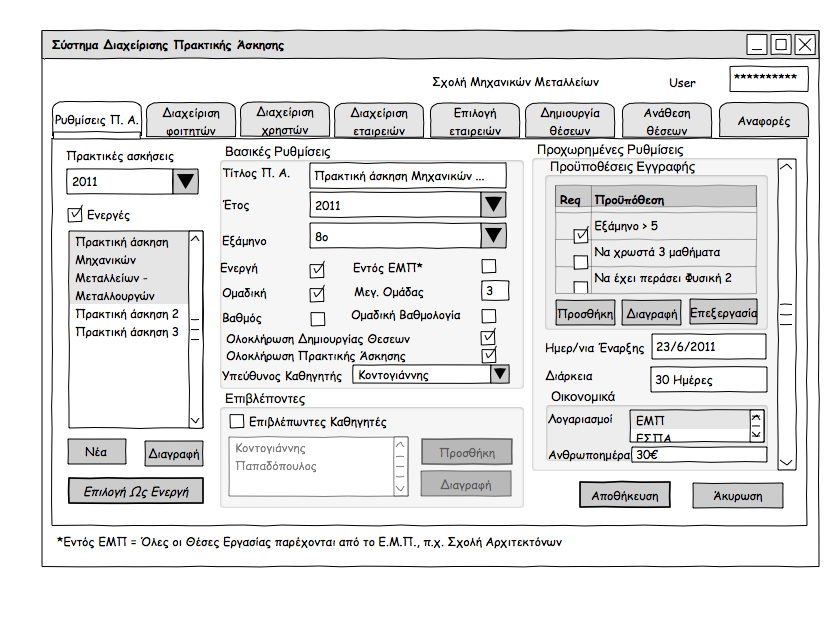 Σύστημα Διαχείρισης Πρακτικής Άσκησης
Σχολή Μηχανικών Μεταλλείων
User
**********
Ρυθμίσεις Π. Α.
Διαχείριση
φοιτητών
Διαχείριση
χρηστών
Διαχείριση
εταιρειών
Επιλογή
εταιρειών
Δημιουργία
θέσεων
Ανάθεση
θέσεων
Αναφορές
Πρακτικές ασκήσεις
2011
Ενεργές
Πρακτική άσκηση
Μηχανικών
Μεταλλείων -
Μεταλλουργών
Πρακτική άσκηση 2
Πρακτική άσκηση 3
Νέα
Διαγραφή
Επιλογή Ως Ενεργή
Βασικές Ρυθμίσεις
Τίτλος Π. Α.
Πρακτική άσκηση Μηχανικών ...
Έτος
2011
Εξάμηνο
8ο
Ενεργή
Εντός ΕΜΠ*
Ομαδική
Μεγ. Ομάδας
3
Βαθμός
Ομαδική Βαθμολογία
Ολοκλήρωση Δημιουργίας Θεσεων
Ολοκλήρωση Πρακτικής Άσκησης
Υπεύθυνος Καθηγητής
Κοντογιάννης
Επιβλέποντες
Επιβλέπωντες Καθηγητές
Κοντογιάννης
Παπαδόπουλος
Προσθήκη
Διαγραφή
Προχωρημένες Ρυθμίσεις
Προϋποθέσεις Εγγραφής
Req
Προϋπόθεση
Εξάμηνο > 5
Να χρωστά 3 μαθήματα
Να έχει περάσει Φυσική 2
Προσθήκη
Διαγραφή
Επεξεργασία
Ημερ/νια Έναρξης
23/6/2011
Διάρκεια
30 Ημέρες
Οικονομικά
Λογαριασμοί
ΕΜΠ
ΕΣΠΑ
Ανθρωποημέρα
30€
Αποθήκευση
Ακυρωση
*Εντός ΕΜΠ = Όλες οι Θέσες Εργασίας παρέχονται από το Ε.Μ.Π., π.χ. Σχολή Αρχιτεκτόνων